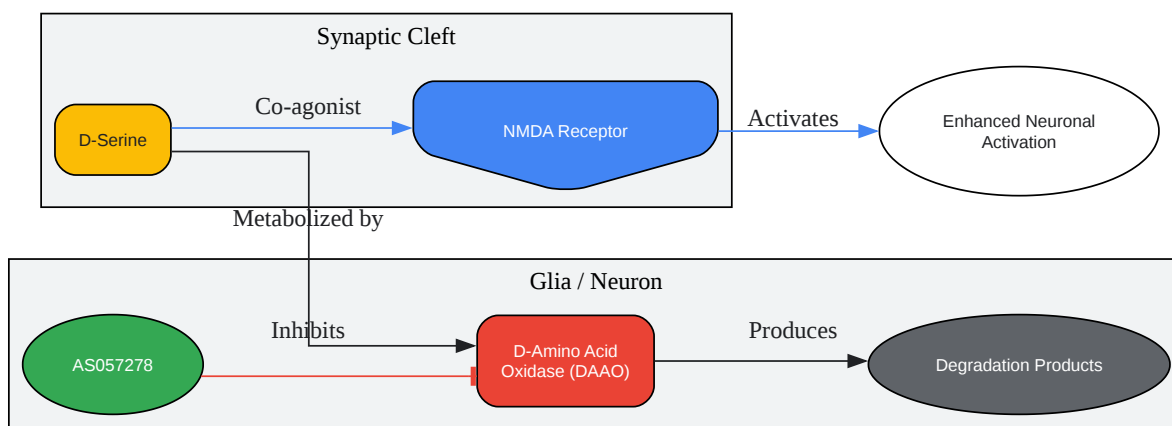 Synaptic Cleft
Co-agonist
Activates
D-Serine
NMDA Receptor
Enhanced Neuronal
Activation
Metabolized by
Glia / Neuron
Inhibits
Produces
AS057278
D-Amino Acid
Oxidase (DAAO)
Degradation Products